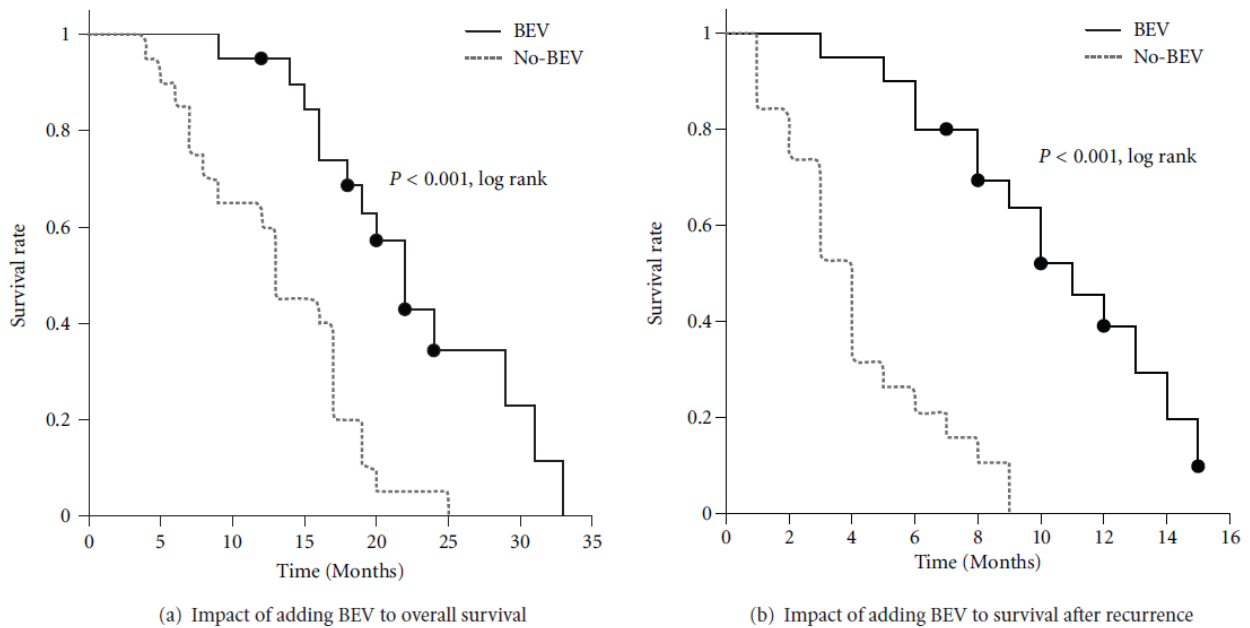 BEV
No-BEV
P < 0.001, log rank
Survival rate
1
0.8
0.6
0.4
0.2
0
0 5 10 15 20 25 30 35
Time (Months)
(a) Impact of adding BEV to overall survival
BEV
No-BEV
P < 0.001, log rank
Survival rate
1
0.8
0.6
0.4
0.2
0
0 2 4 6 8 10 12 14 16
Time (Months)
(b) Impact of adding BEV to survival after recurrence